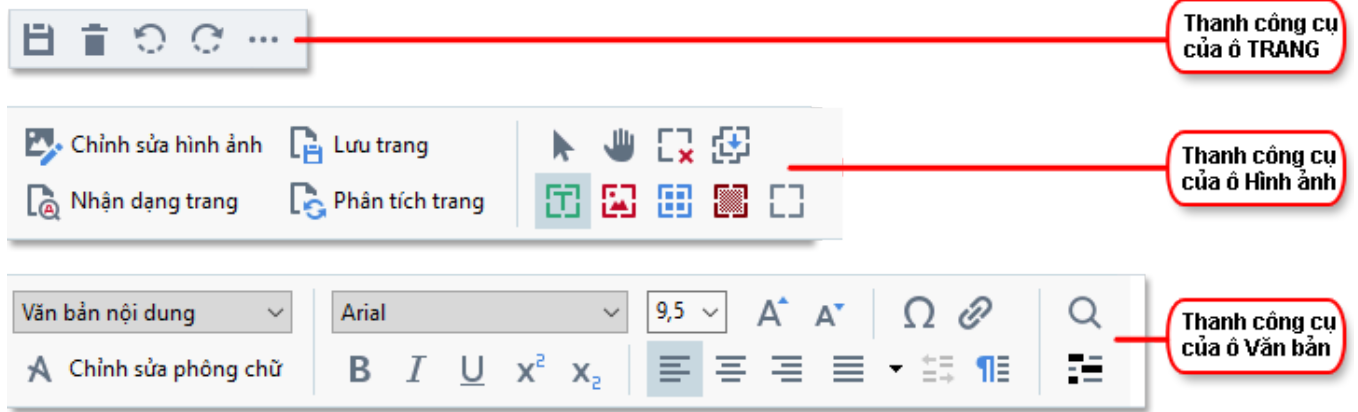 Thanh công cụ
của ô TRANG
Chỉnh sửa hình ảnh
Lưu trang
Nhận dạng trang
Phân tích trang
Thanh công cụ
của ô Hình ảnh
Văn bản nội dung
Arial
9,5
A A Ω
Chỉnh sửa phông chữ
B I U x² x₂
Thanh công cụ
của ô Văn bản